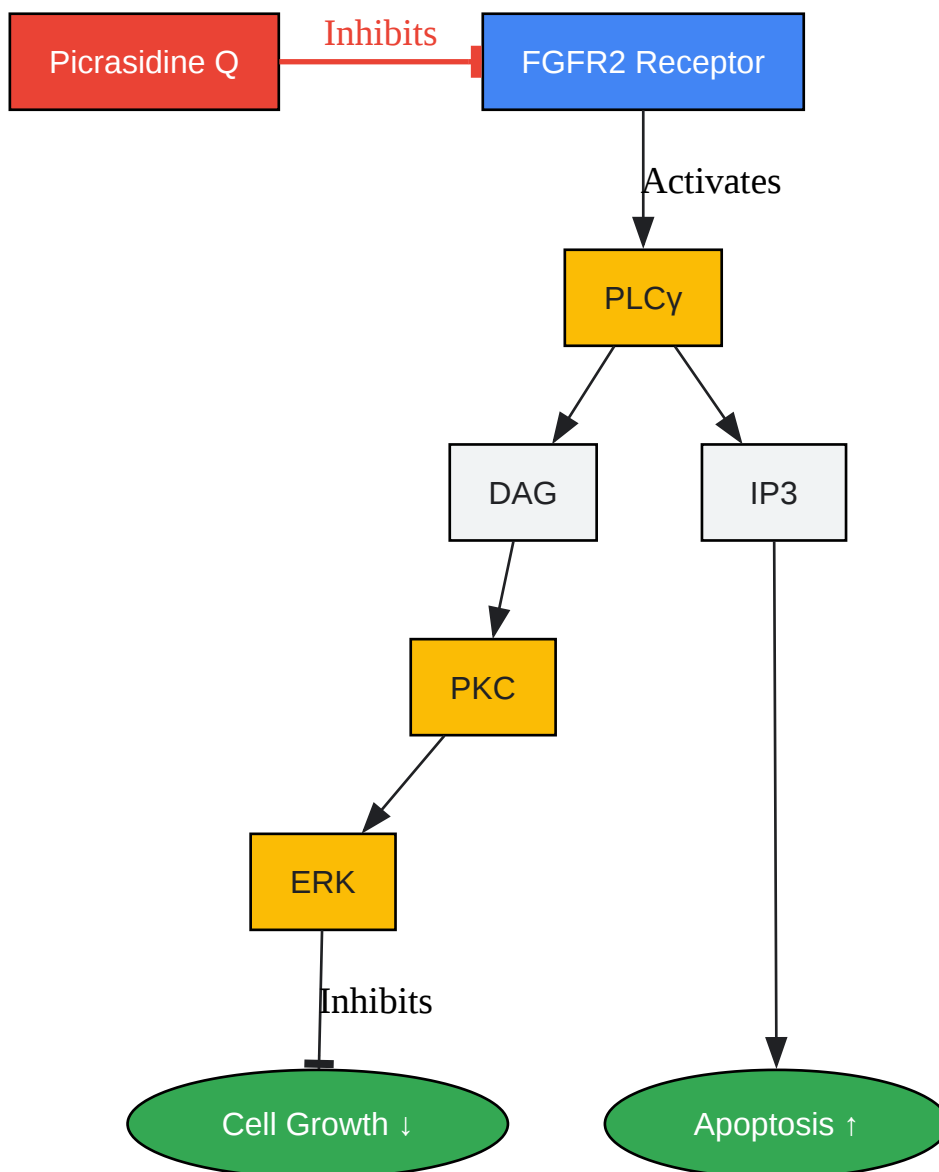 Picrasidine Q
Inhibits
FGFR2 Receptor
Activates
PLCγ
DAG
IP3
PKC
ERK
Inhibits
Cell Growth ↓
Apoptosis ↑